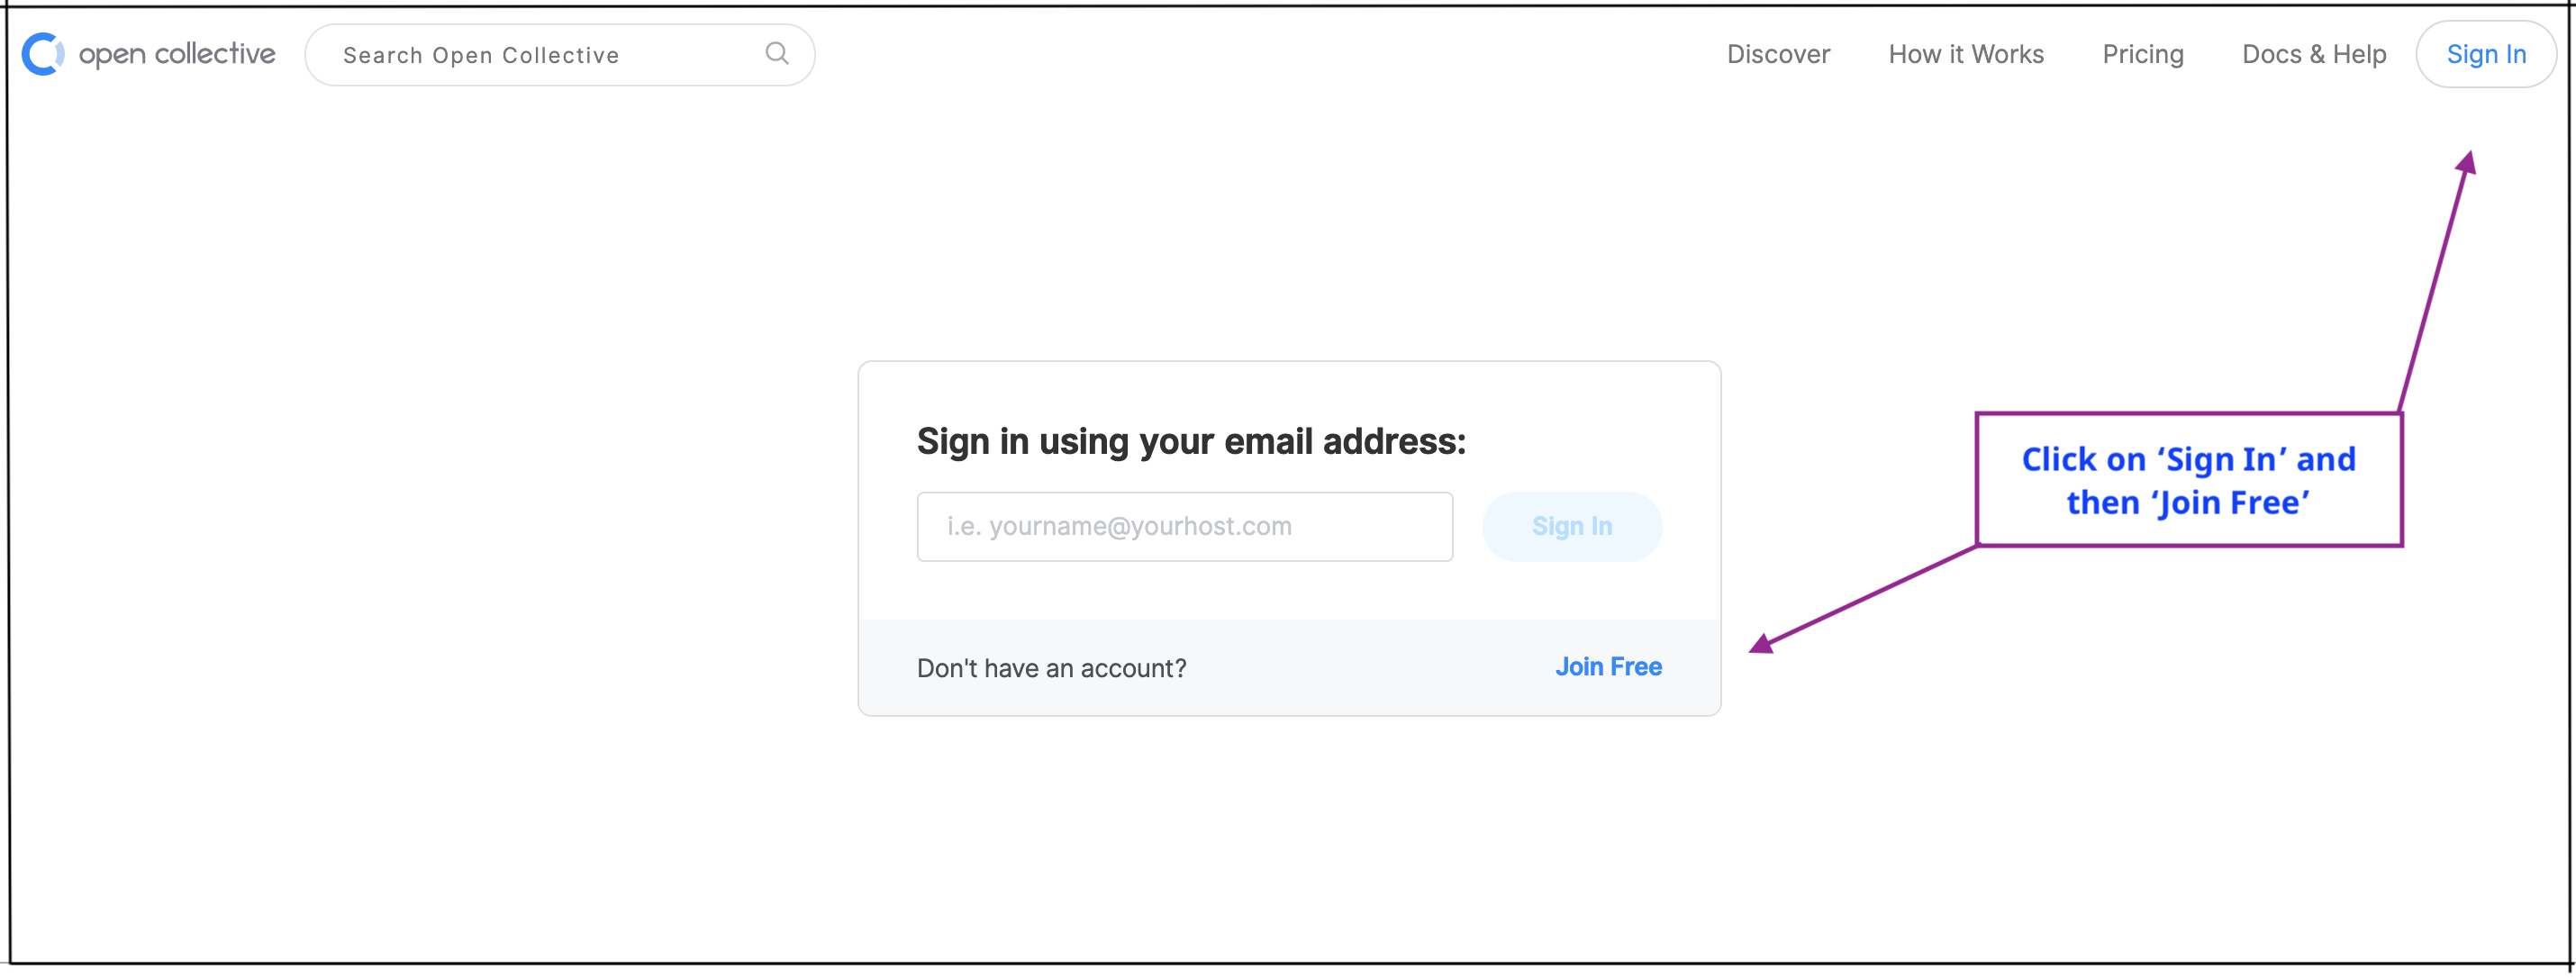 open collective
Search Open Collective
Discover
How it Works
Pricing
Docs & Help
Sign In
Sign in using your email address:
i.e. yourname@yourhost.com
Sign In
Don't have an account?
Join Free
Click on ‘Sign In’ and
then ‘Join Free’